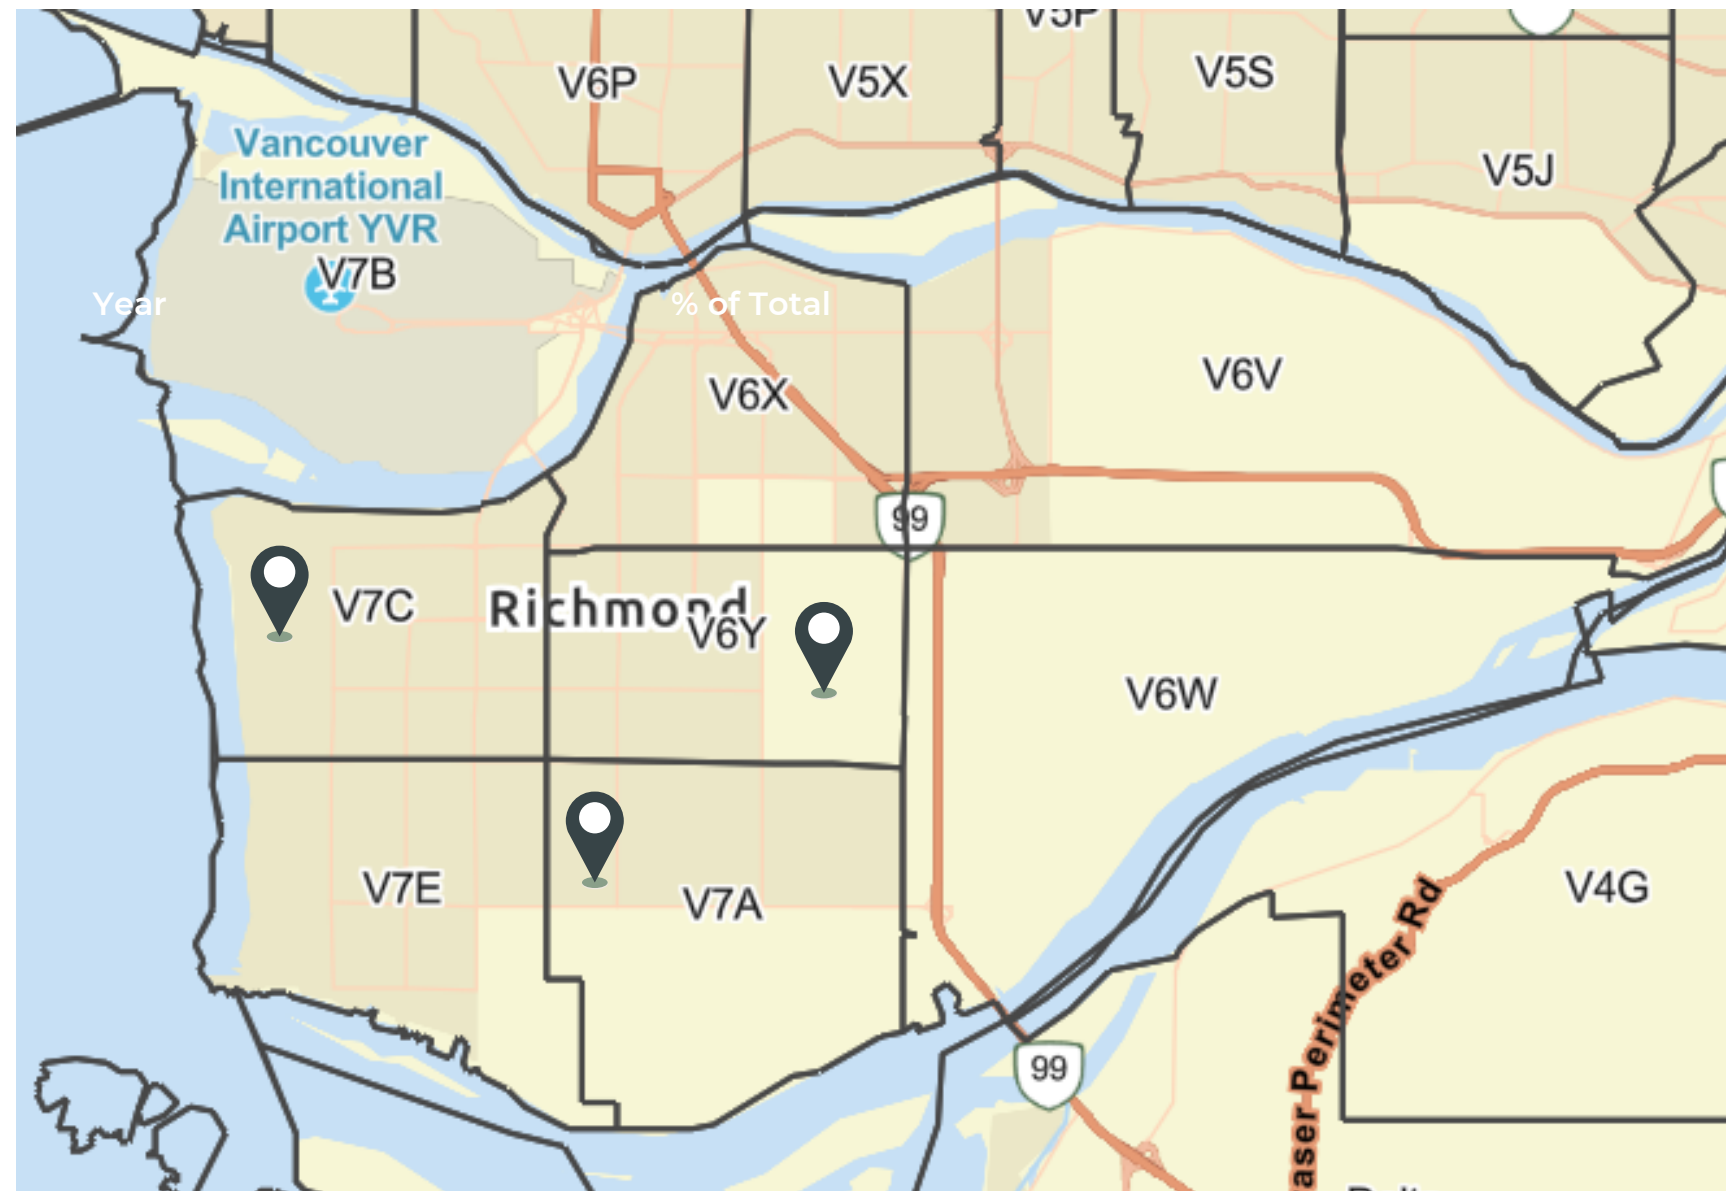 V5P
V6P
V5X
V5S
Vancouver
International
Airport YVR
V5J
V7B
Year
% of Total
V6V
V6X
99
V7C
Richmond
V6Y
V6W
V7E
V7A
V4G
aser Perimeter Rd
99